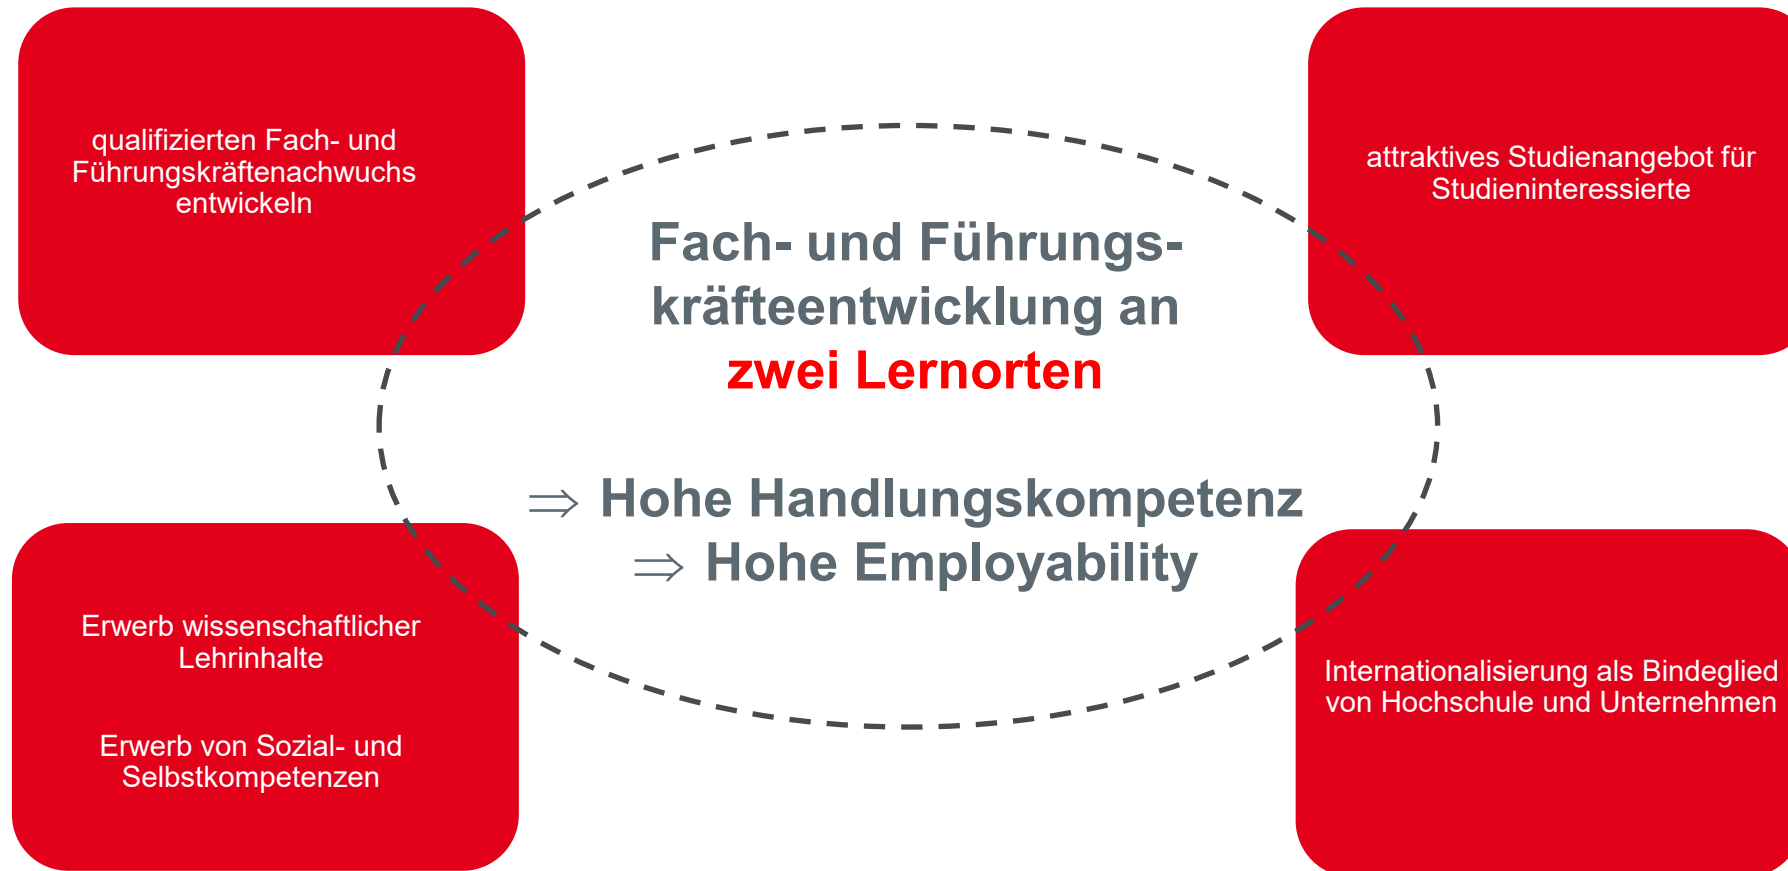 qualifizierten Fach- und
Führungskräftenachwuchs
entwickeln
attraktives Studienangebot für
Studieninteressierte
Fach- und Führungs-
kräfteentwicklung an
zwei Lernorten
⇒ Hohe Handlungskompetenz
⇒ Hohe Employability
Erwerb wissenschaftlicher
Lehrinhalte
Erwerb von Sozial- und
Selbstkompetenzen
Internationalisierung als Bindeglied
von Hochschule und Unternehmen